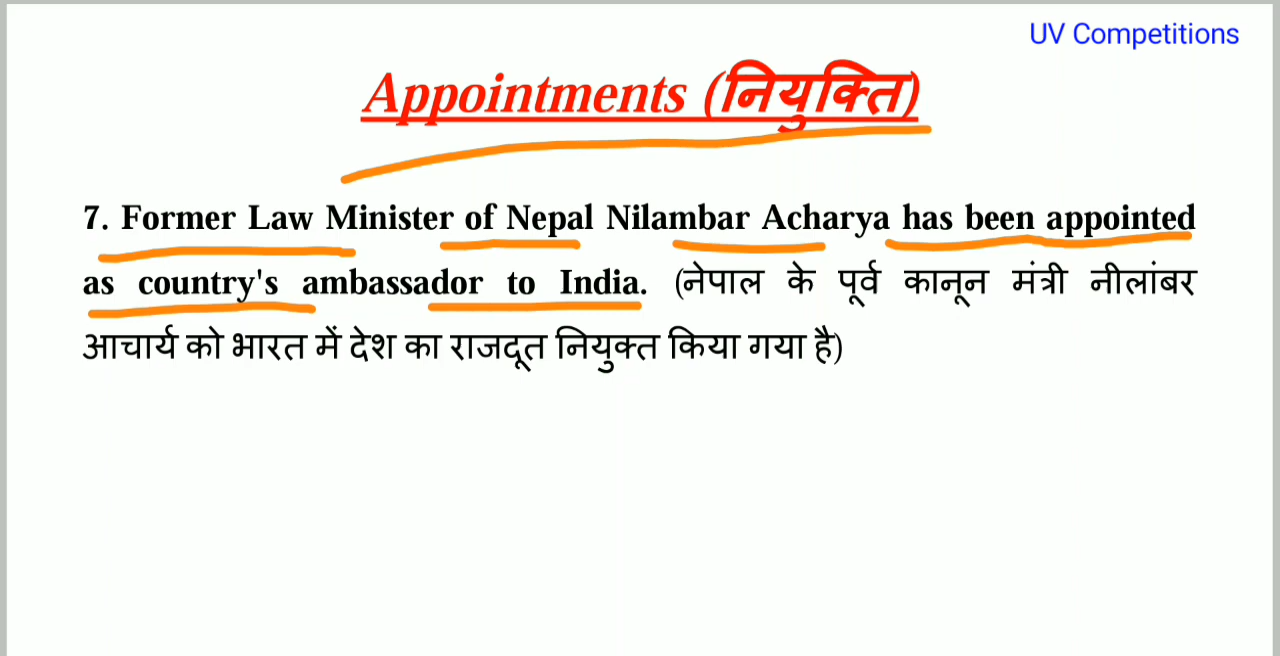 UV Competitions
Appointments (नियुक्ति)
7. Former Law Minister of Nepal Nilambar Acharya has been appointed
as country's ambassador to India. (नेपाल के पूर्व कानून मंत्री नीलांबर
आचार्य को भारत में देश का राजदूत नियुक्त किया गया है)